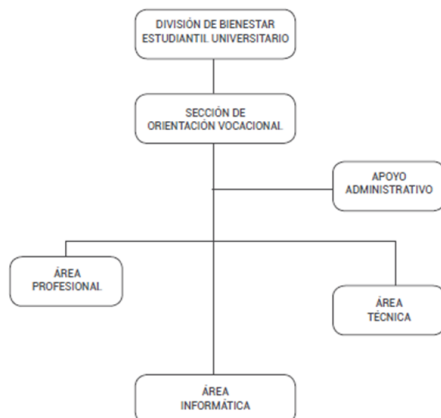 DIVISIÓN DE BIENESTAR
ESTUDIANTIL UNIVERSITARIO
SECCIÓN DE
ORIENTACIÓN VOCACIONAL
APOYO
ADMINISTRATIVO
ÁREA
PROFESIONAL
ÁREA
TÉCNICA
ÁREA
INFORMÁTICA